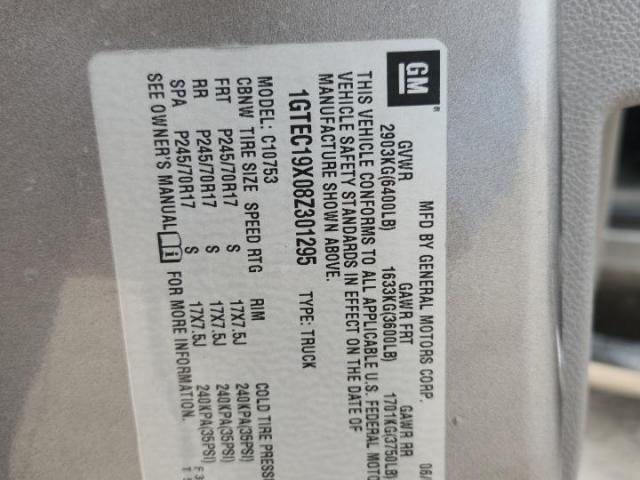 GM
MFD BY GENERAL MOTORS CORP. 06/
GVWR GAWR FRT GAWR RR
2903KG(6400LB) 1633KG(3600LB) 1701KG(3750LB)
THIS VEHICLE CONFORMS TO ALL APPLICABLE U.S. FEDERAL MOTO
VEHICLE SAFETY STANDARDS IN EFFECT ON THE DATE OF
MANUFACTURE SHOWN ABOVE.
1GTEC19X08Z301295 TYPE: TRUCK
MODEL: C10753
CBNW TIRE SIZE SPEED RTG RIM COLD TIRE PRESS
FRT P245/70R17 S 17X7.5J 240KPA(35PSI)
RR P245/70R17 S 17X7.5J 240KPA(35PSI)
SPA P245/70R17 S 17X7.5J 240KPA(35PSI)
SEE OWNER'S MANUAL i FOR MORE INFORMATION.